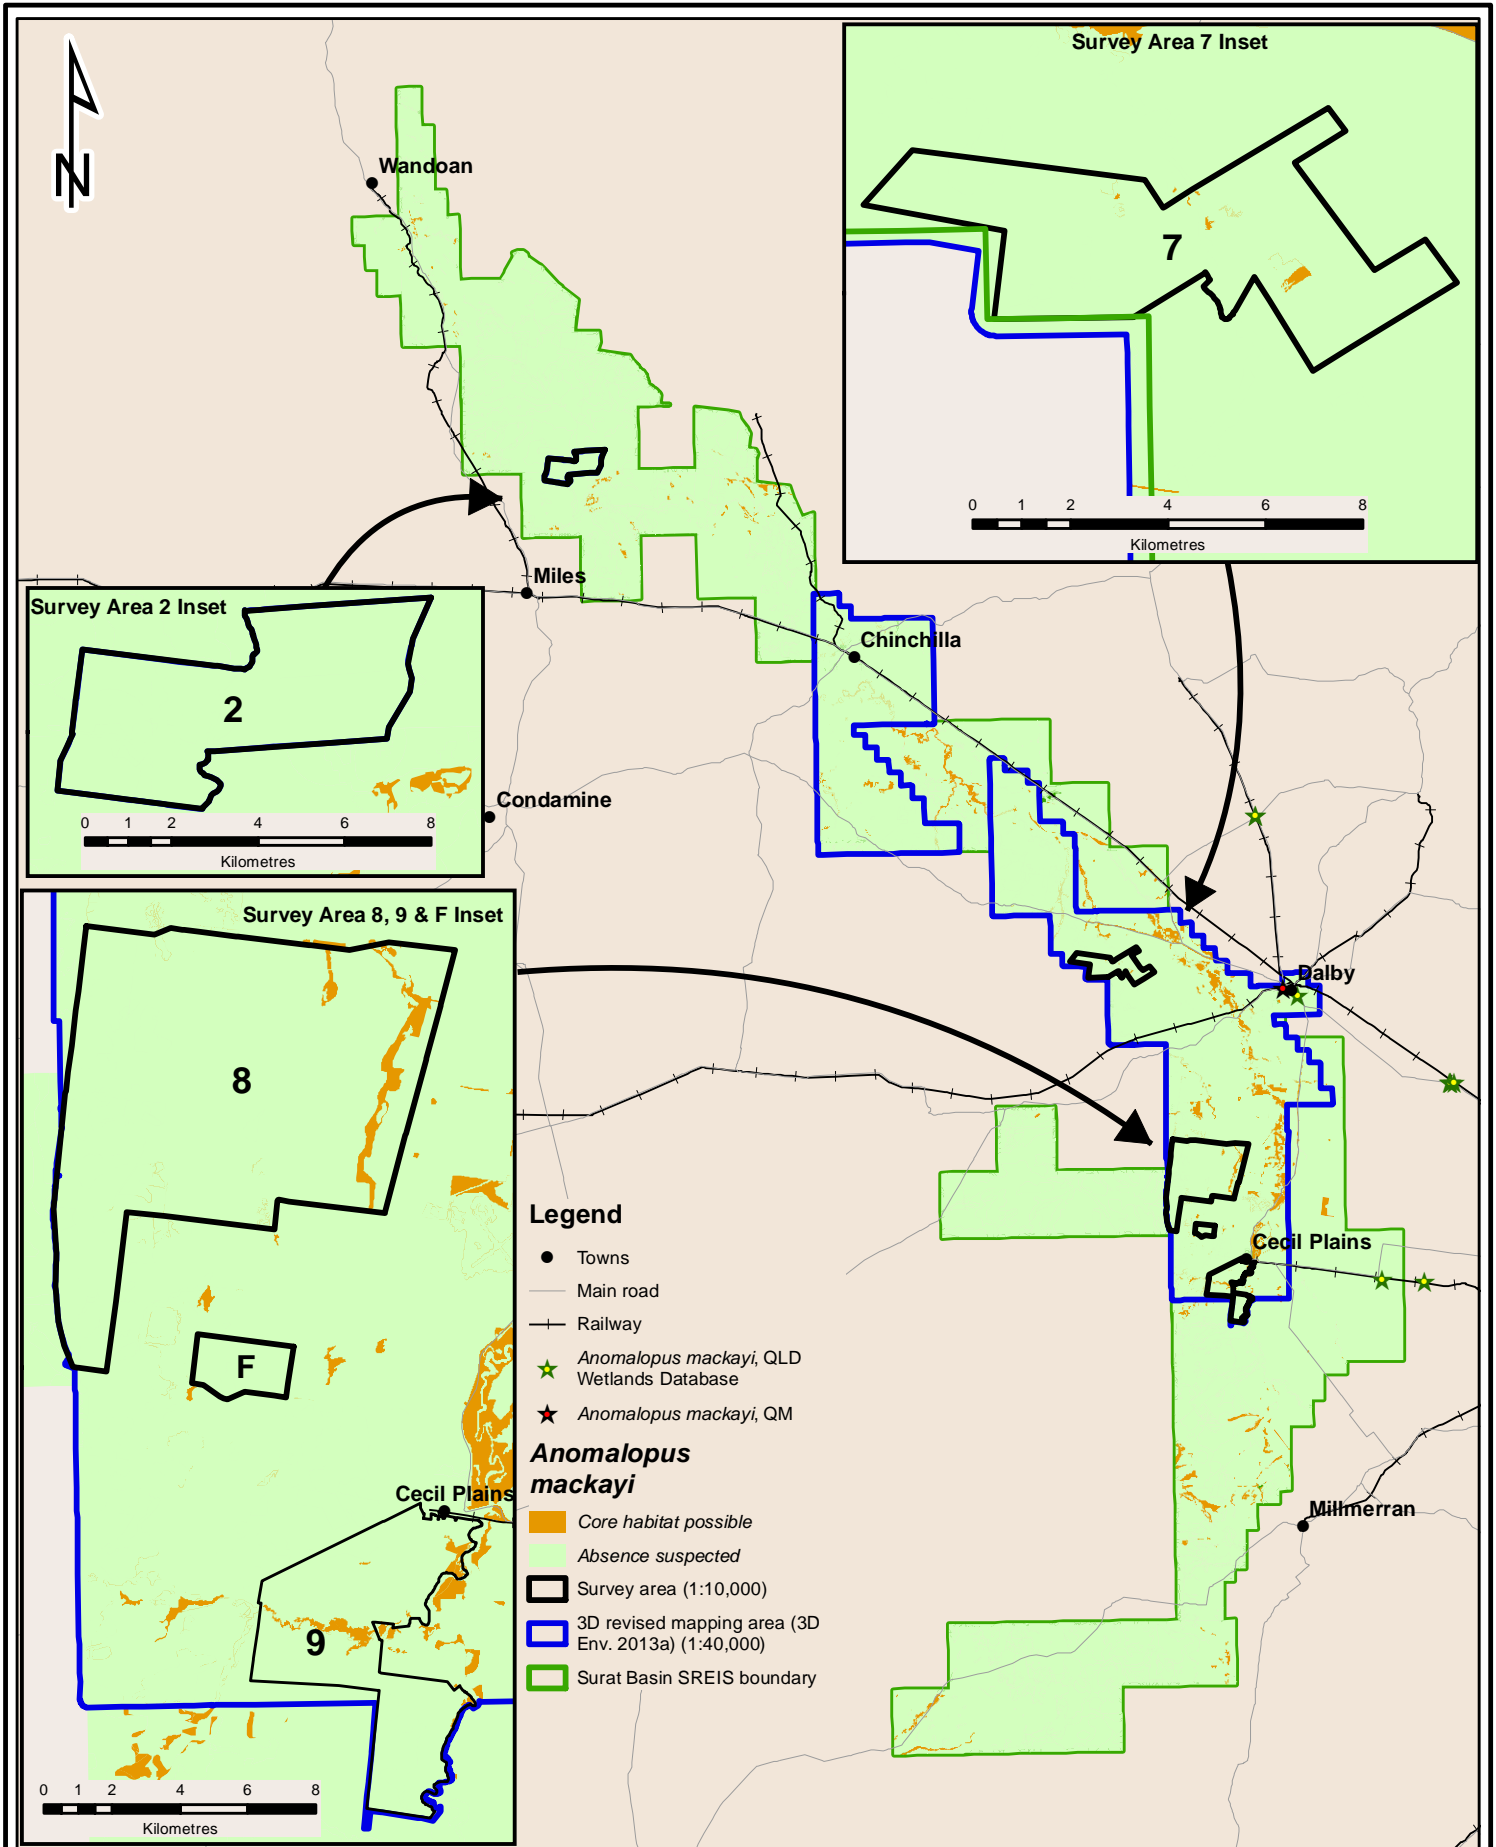 Survey Area 7 Inset
N
Wandoan
7
0 1 2 4 6 8
Kilometres
Miles
Survey Area 2 Inset
2
0 1 2 4 6 8
Kilometres
Chinchilla
Condamine
Survey Area 8, 9 & F Inset
8
F
Cecil Plains
9
0 1 2 4 6 8
Kilometres
Dalby
Cecil Plains
Millmerran
Legend
Towns
Main road
Railway
Anomalopus mackayi, QLD
Wetlands Database
Anomalopus mackayi, QM
Anomalopus
mackayi
Core habitat possible
Absence suspected
Survey area (1:10,000)
3D revised mapping area (3D
Env. 2013a) (1:40,000)
Surat Basin SREIS boundary